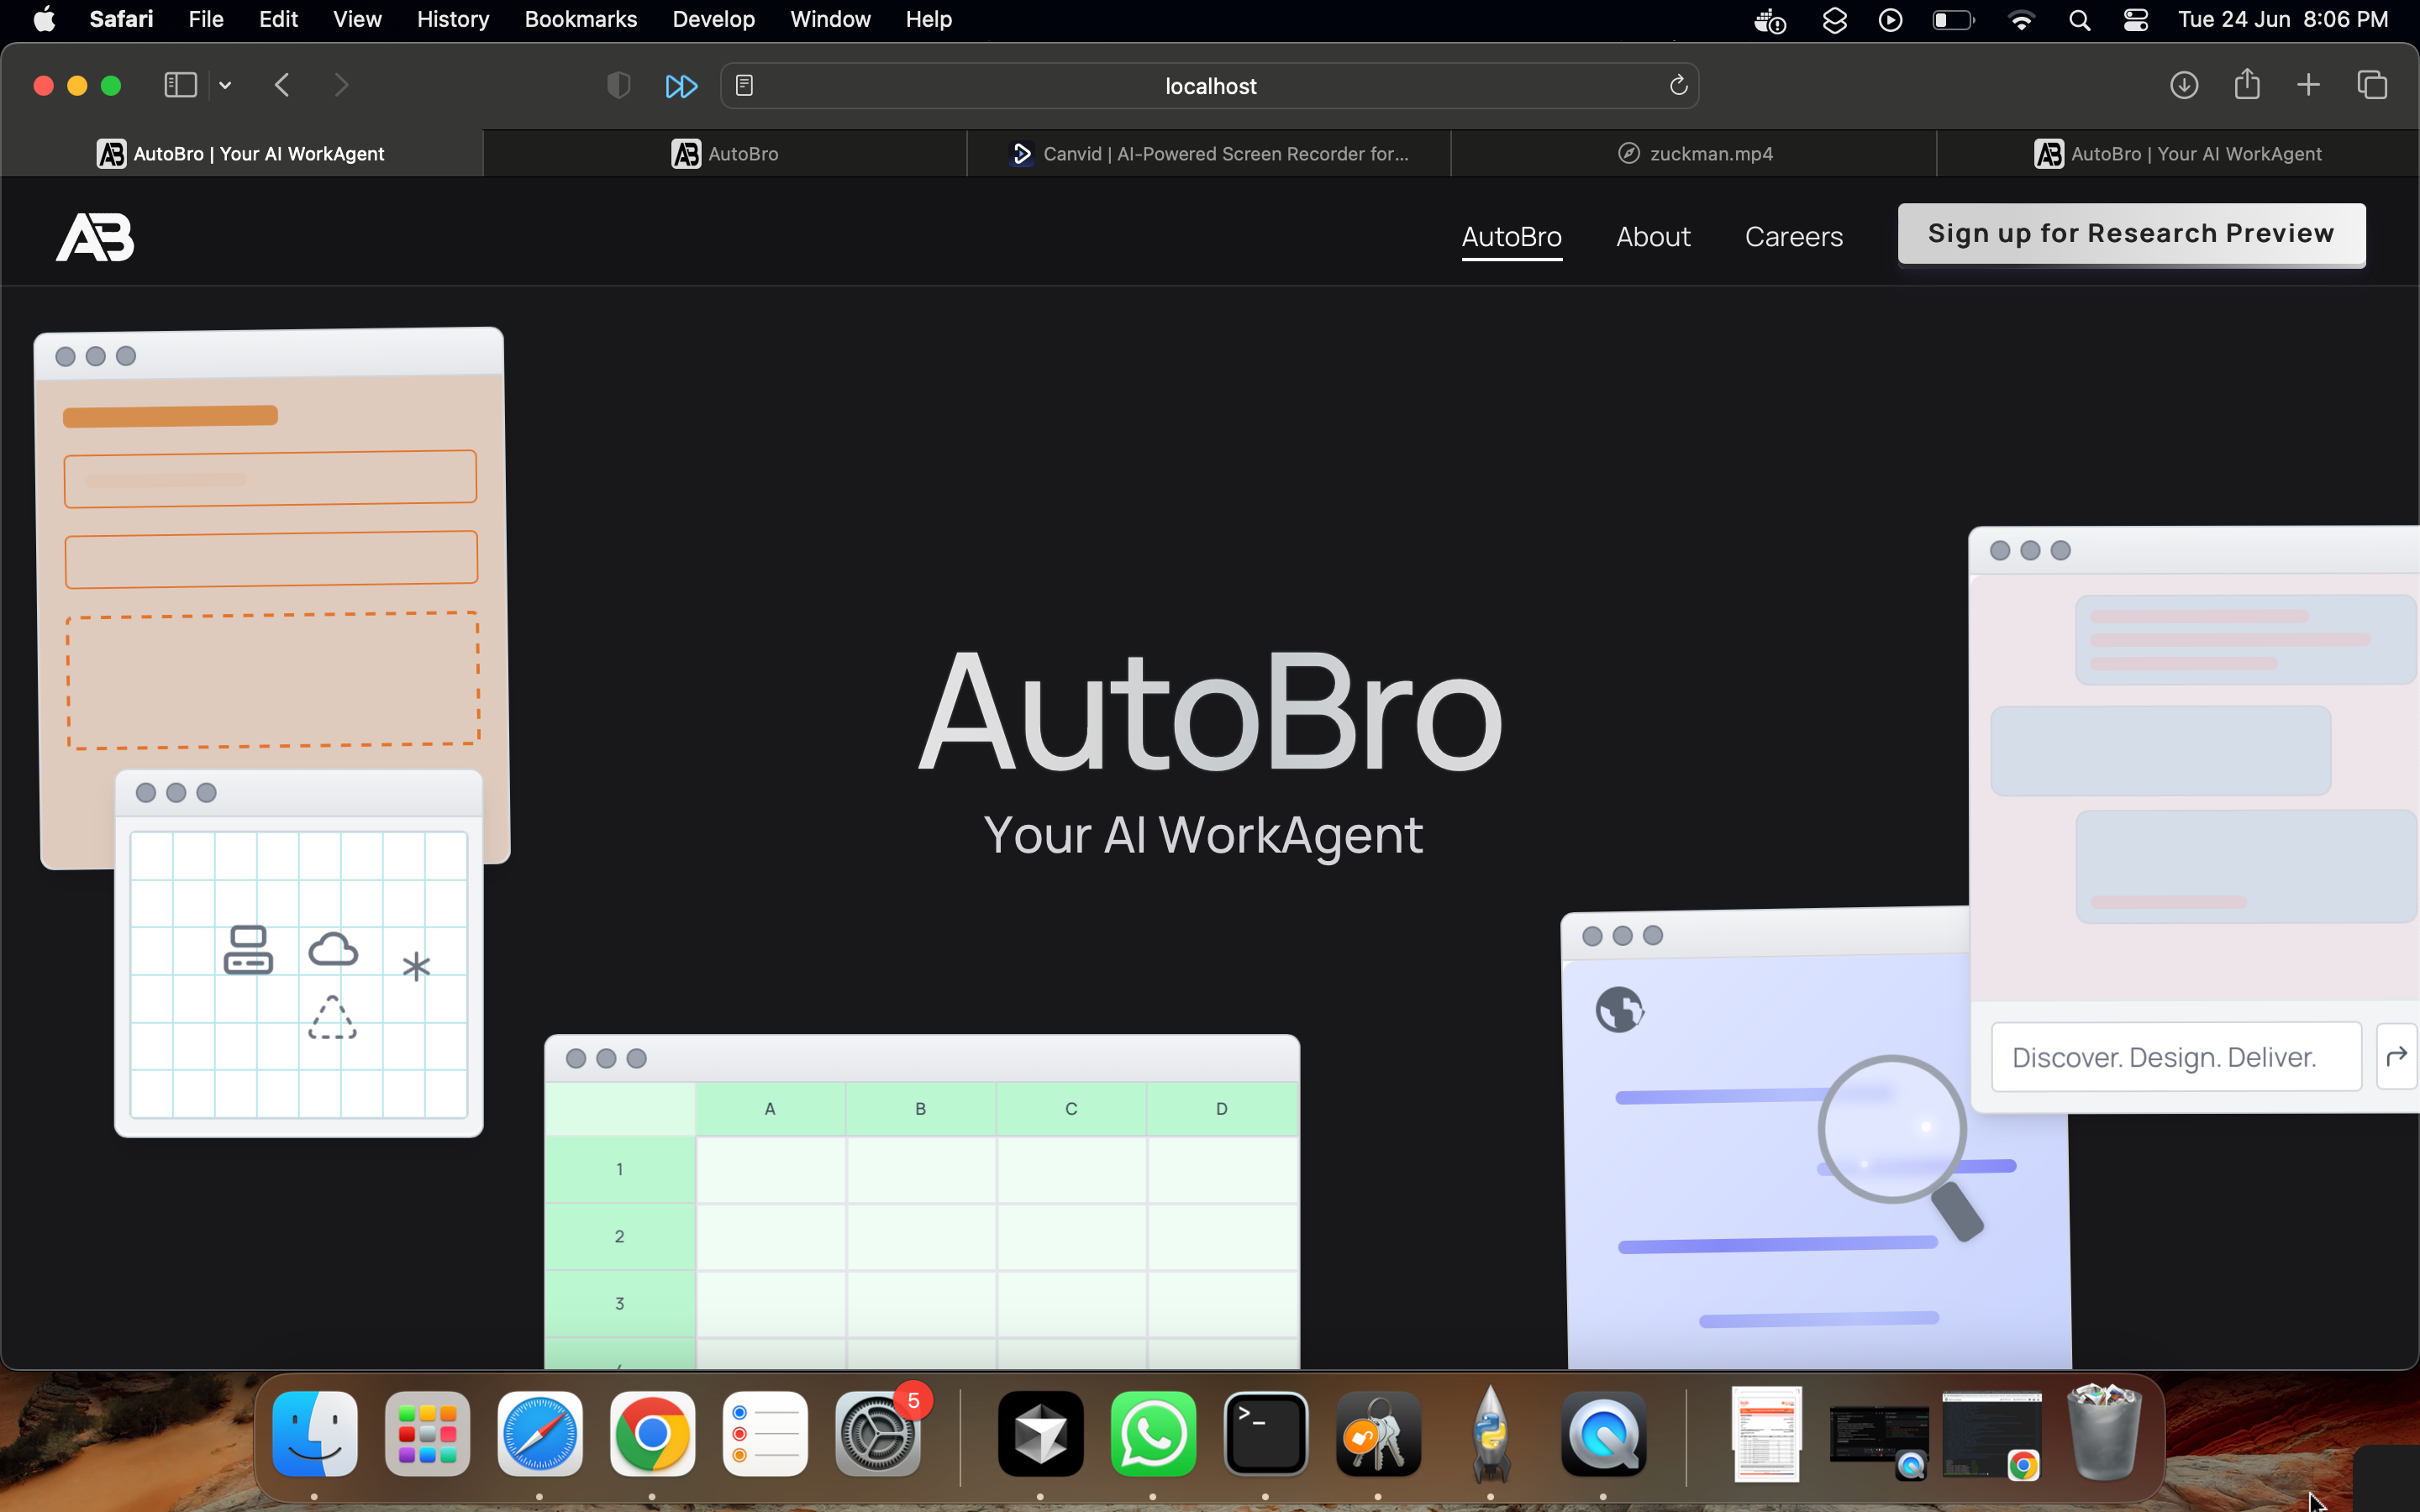 Safari File Edit View History Bookmarks Develop Window Help Tue 24 Jun 8:06 PM
localhost
AutoBro | Your AI WorkAgent AutoBro Canvid | AI-Powered Screen Recorder for... zuckman.mp4 AutoBro | Your AI WorkAgent
AB AutoBro About Careers Sign up for Research Preview
AutoBro
Your AI WorkAgent
Discover. Design. Deliver.
A B C D
1
2
3
5